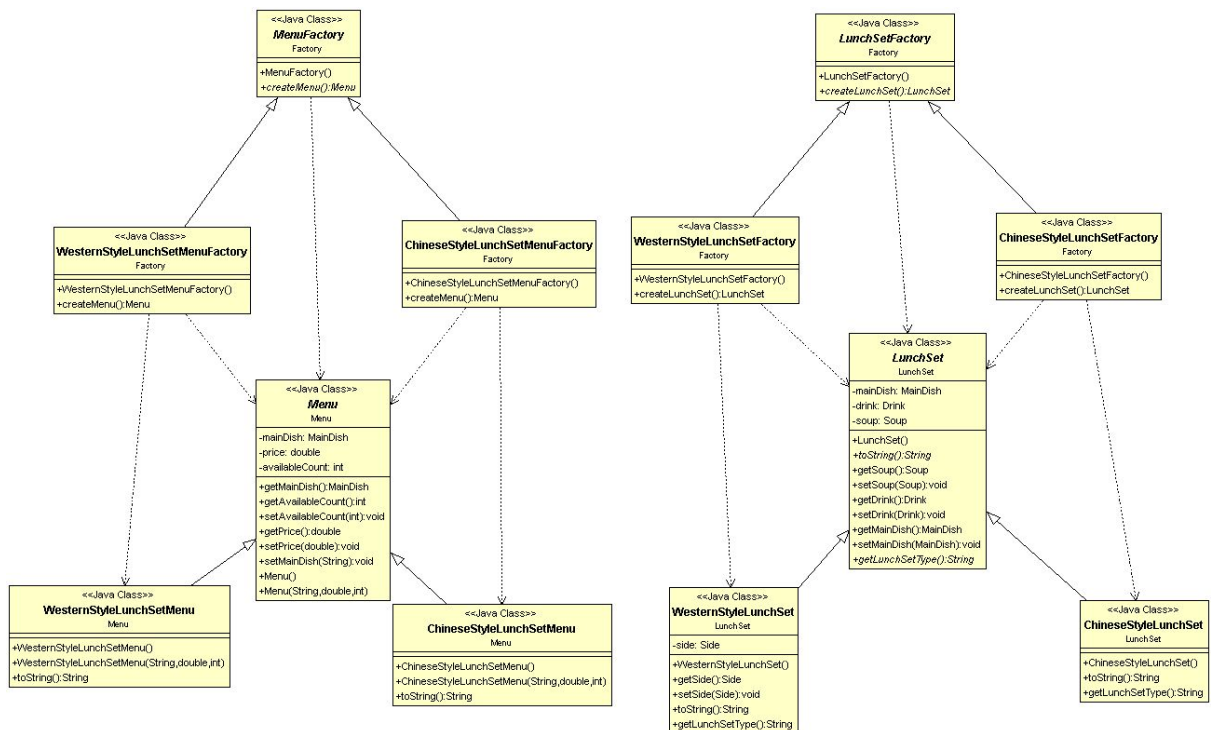 <<Java Class>>
MenuFactory
Factory
+MenuFactory()
+createMenu():Menu
<<Java Class>>
LunchSetFactory
Factory
+LunchSetFactory()
+createLunchSet():LunchSet
<<Java Class>>
WesternStyleLunchSetMenuFactory
Factory
+WesternStyleLunchSetMenuFactory()
+createMenu():Menu
<<Java Class>>
ChineseStyleLunchSetMenuFactory
Factory
+ChineseStyleLunchSetMenuFactory()
+createMenu():Menu
<<Java Class>>
WesternStyleLunchSetFactory
Factory
+WesternStyleLunchSetFactory()
+createLunchSet():LunchSet
<<Java Class>>
ChineseStyleLunchSetFactory
Factory
+ChineseStyleLunchSetFactory()
+createLunchSet():LunchSet
<<Java Class>>
Menu
Menu
-mainDish: MainDish
-price: double
-availableCount: int
+getMainDish():MainDish
+getAvailableCount():int
+setAvailableCount(int):void
+getPrice():double
+setPrice(double):void
+setMainDish(String):void
+Menu()
+Menu(String,double,int)
<<Java Class>>
LunchSet
LunchSet
-mainDish: MainDish
-drink: Drink
-soup: Soup
+LunchSet()
+toString():String
+getSoup():Soup
+setSoup(Soup):void
+getDrink():Drink
+setDrink(Drink):void
+getMainDish():MainDish
+setMainDish(MainDish):void
+getLunchSetType():String
<<Java Class>>
WesternStyleLunchSetMenu
Menu
+WesternStyleLunchSetMenu()
+WesternStyleLunchSetMenu(String,double,int)
+toString():String
<<Java Class>>
ChineseStyleLunchSetMenu
Menu
+ChineseStyleLunchSetMenu()
+ChineseStyleLunchSetMenu(String,double,int)
+toString():String
<<Java Class>>
WesternStyleLunchSet
LunchSet
-side: Side
+WesternStyleLunchSet()
+getSide():Side
+setSide(Side):void
+toString():String
+getLunchSetType():String
<<Java Class>>
ChineseStyleLunchSet
LunchSet
+ChineseStyleLunchSet()
+toString():String
+getLunchSetType():String